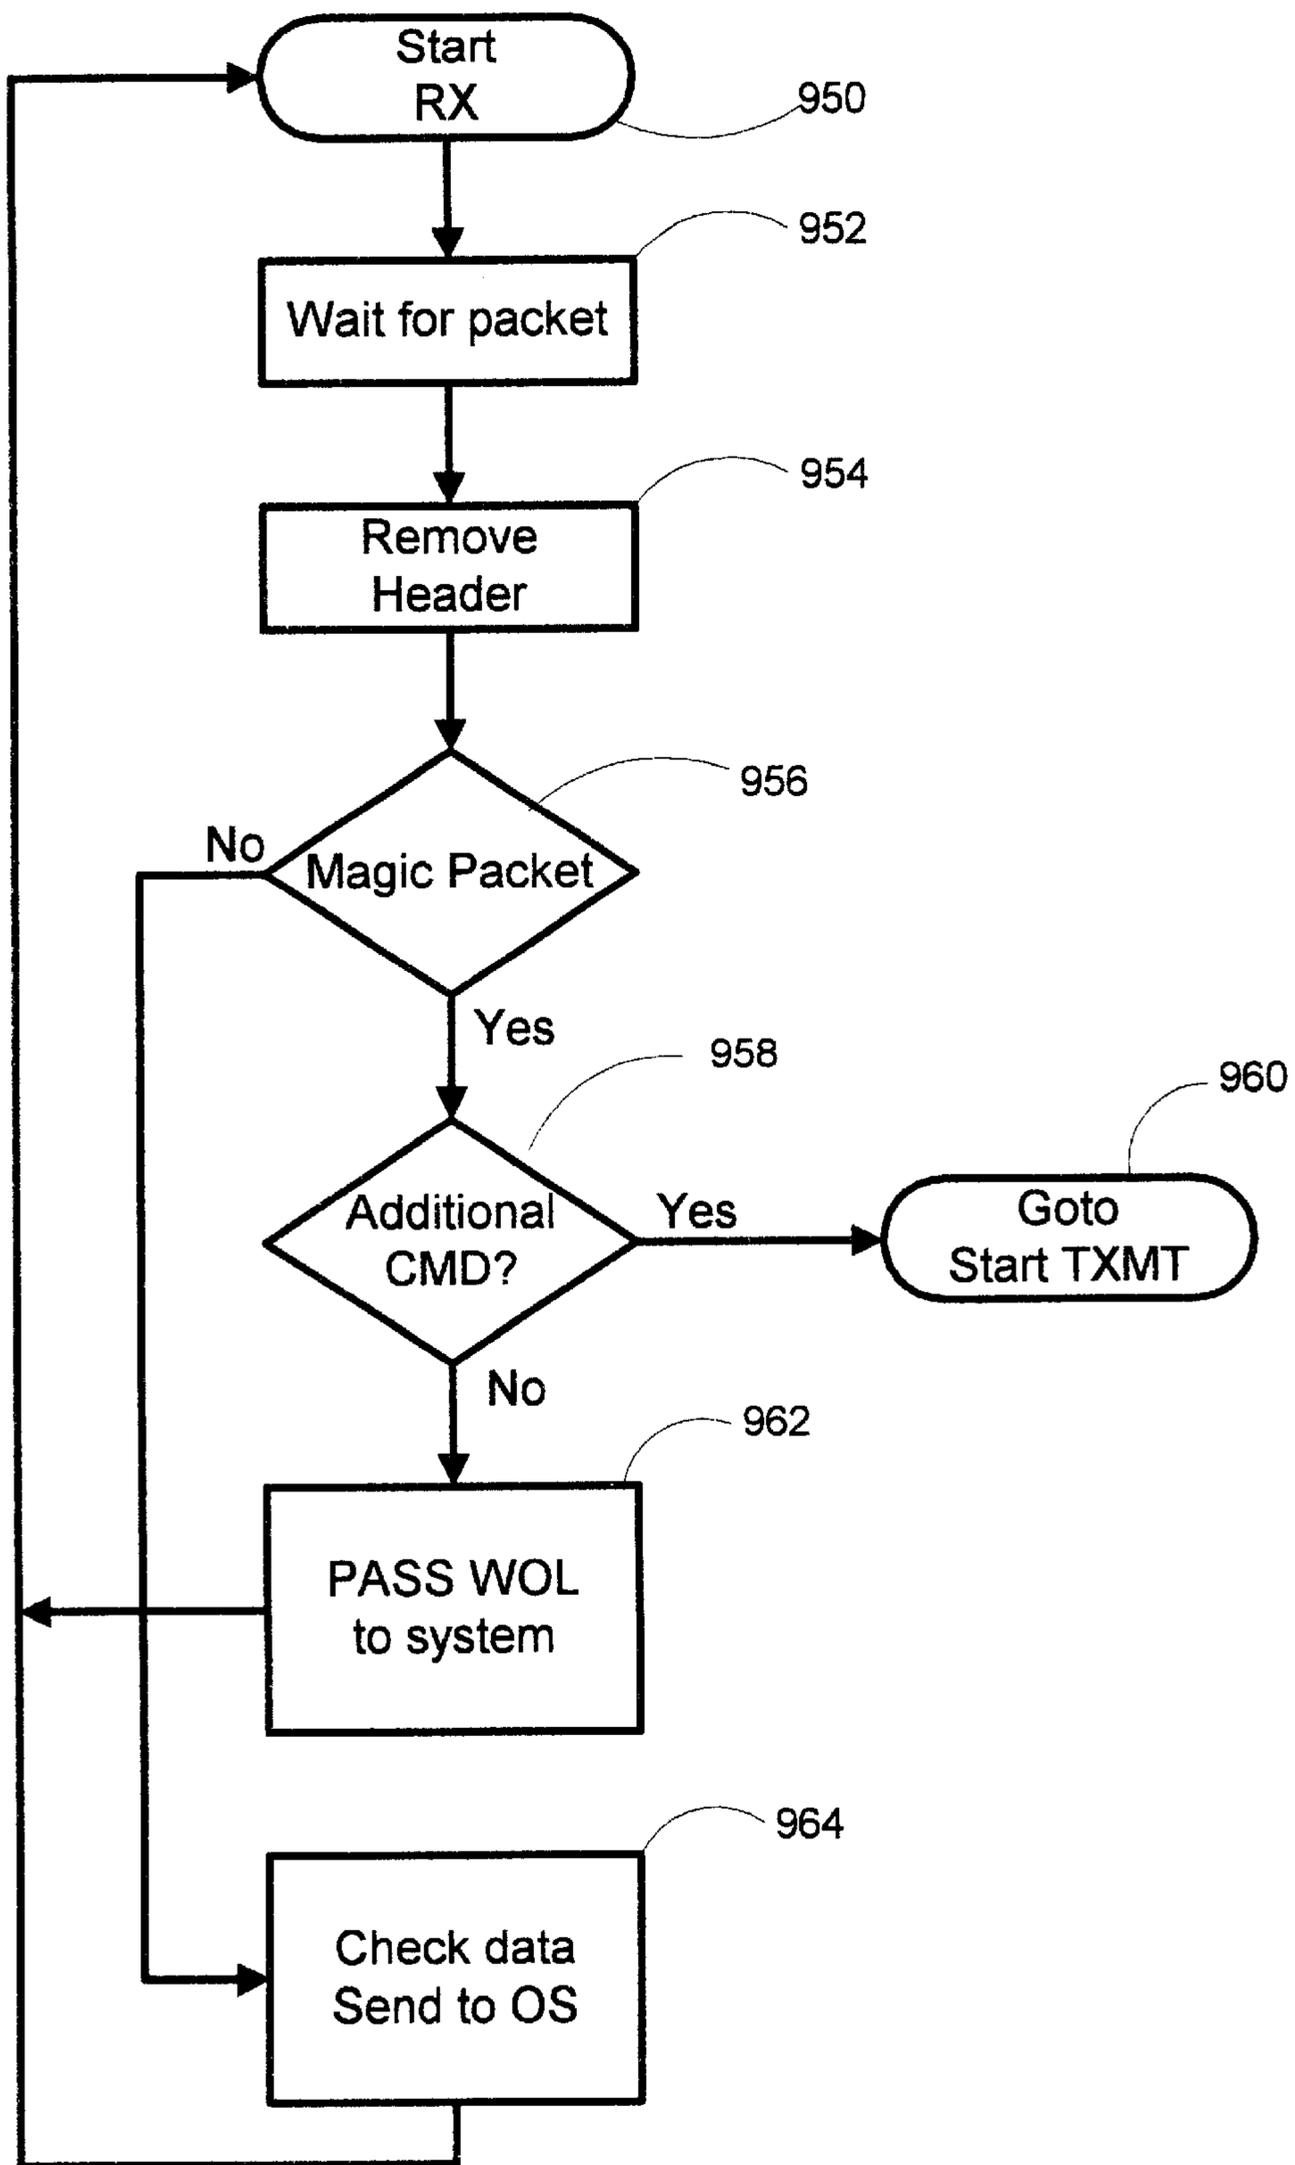 Start
RX
950
952
Wait for packet
954
Remove
Header
956
No
Magic Packet
Yes
958
960
Additional
CMD?
Yes
Goto
Start TXMT
No
962
PASS WOL
to system
964
Check data
Send to OS